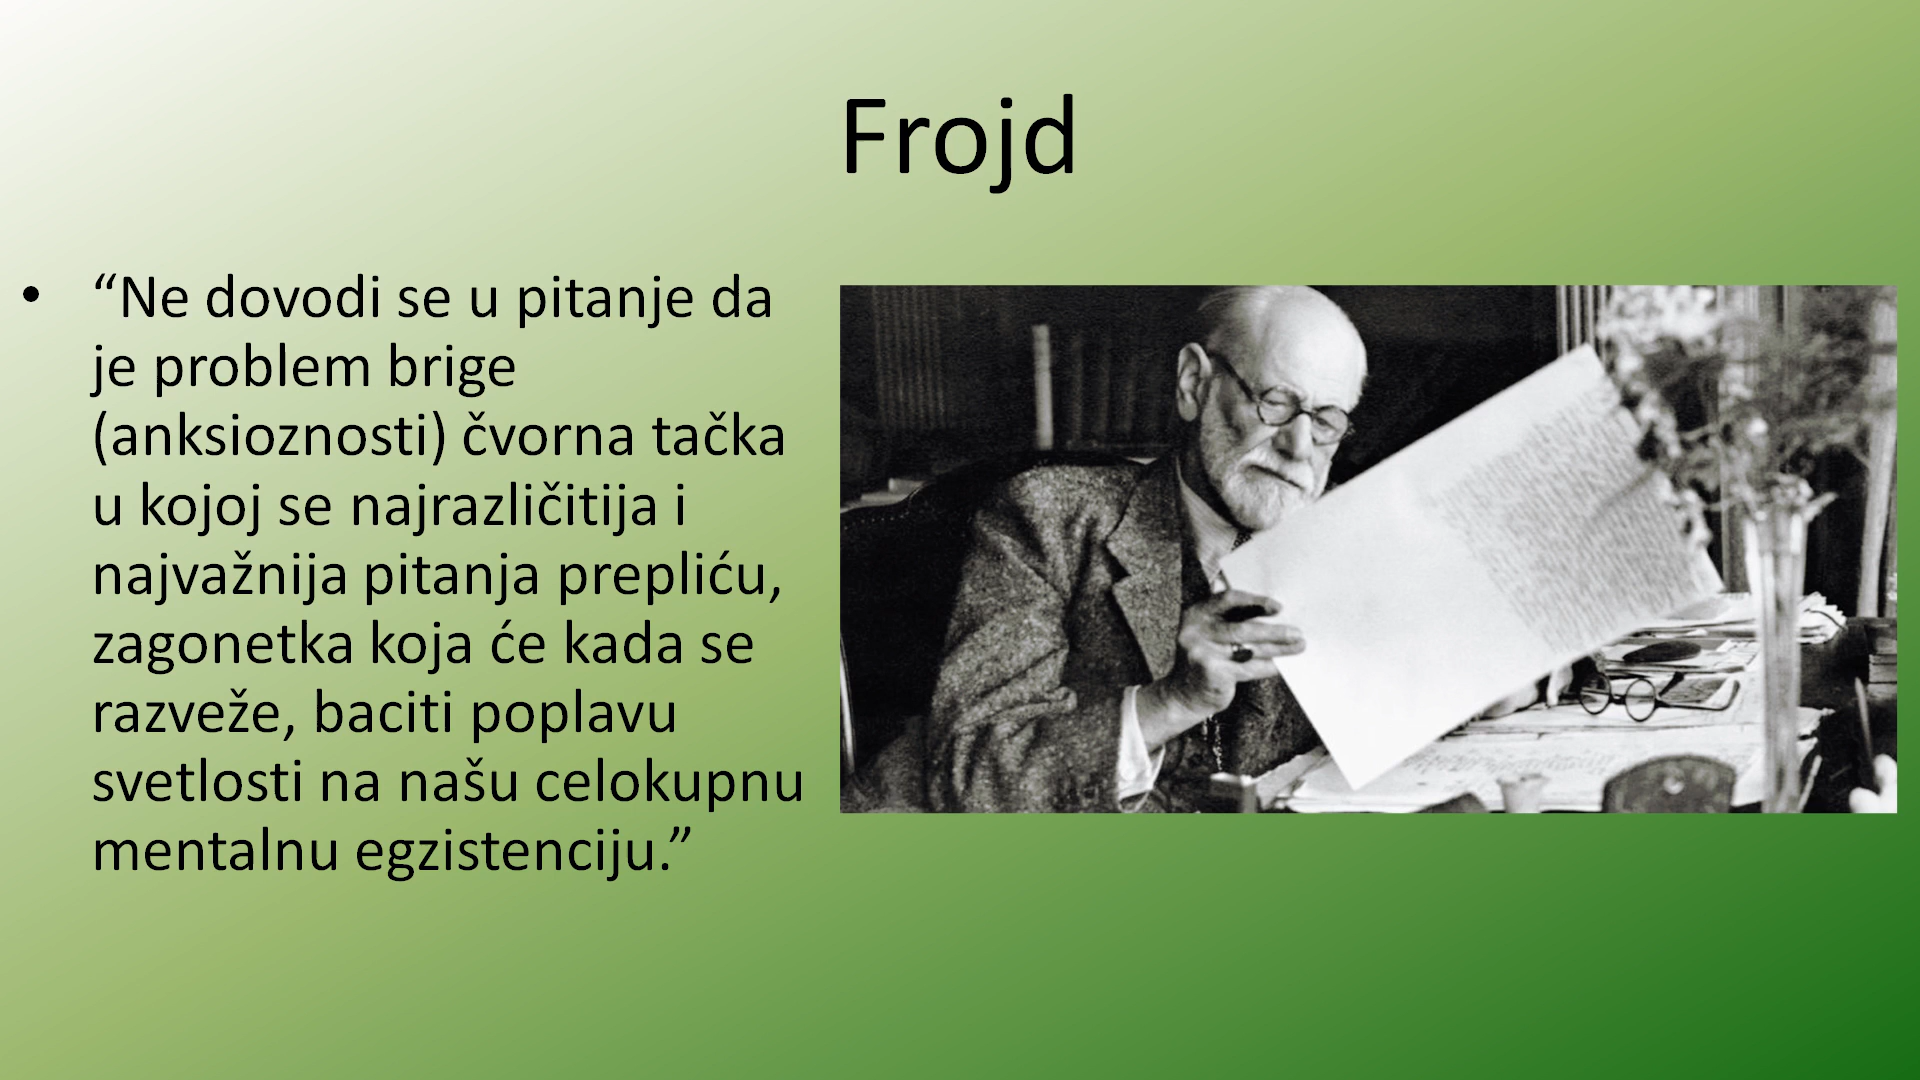 Frojd
• “Ne dovodi se u pitanje da
je problem brige
(anksioznosti) čvorna tačka
u kojoj se najrazličitija i
najvažnija pitanja prepliću,
zagonetka koja će kada se
razveže, baciti poplavu
svetlosti na našu celokupnu
mentalnu egzistenciju.”